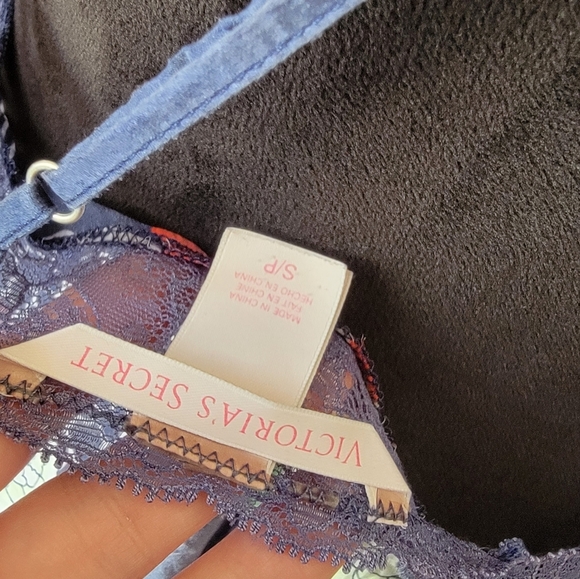 VICTORIA'S SECRET
S/P
MADE IN CHINA
FAIT EN CHINE
HECHO EN CHINA